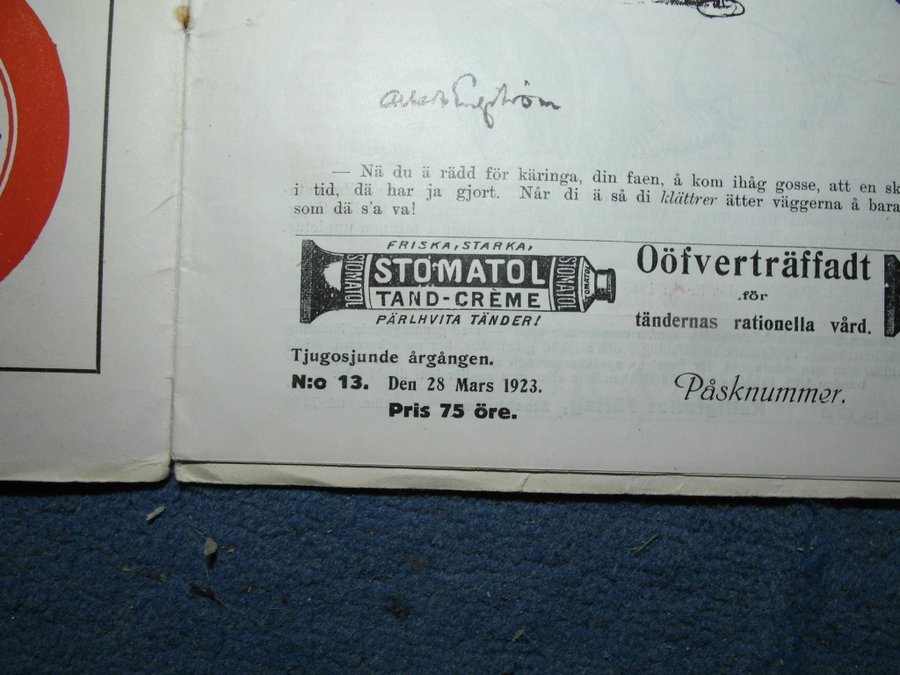 Albert Engström
— Nä du ä rädd för käringa, din faen, å kom ihåg gosse, att en sk
i tid, dä har ja gjort. Når di ä så di klättrer ätter väggerna å bara
som dä s'a va!
FRISKA, STARKA,
STOMATOL STOMATOL STOMATOL STOMATOL
TAND-CRÈME
PÄRLHVITA TÄNDER!
Oöfverträffadt
för
tändernas rationella vård.
Tjugosjunde årgången.
N:o 13. Den 28 Mars 1923.
Påsknummer.
Pris 75 öre.